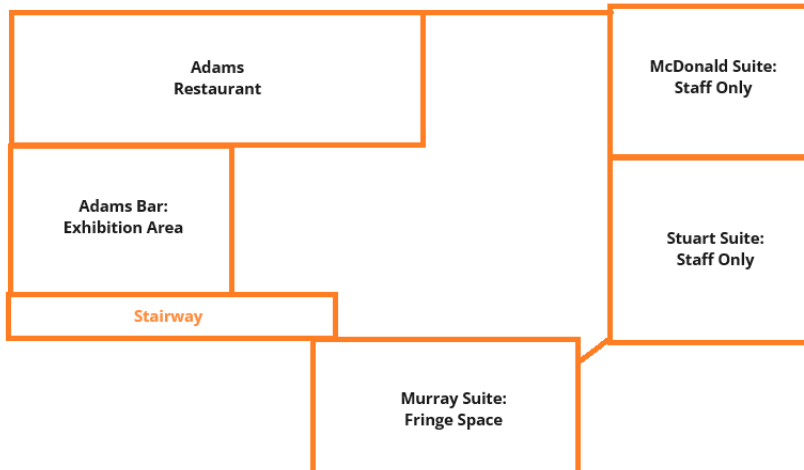 Adams
Restaurant
McDonald Suite:
Staff Only
Adams Bar:
Exhibition Area
Stuart Suite:
Staff Only
Stairway
Murray Suite:
Fringe Space